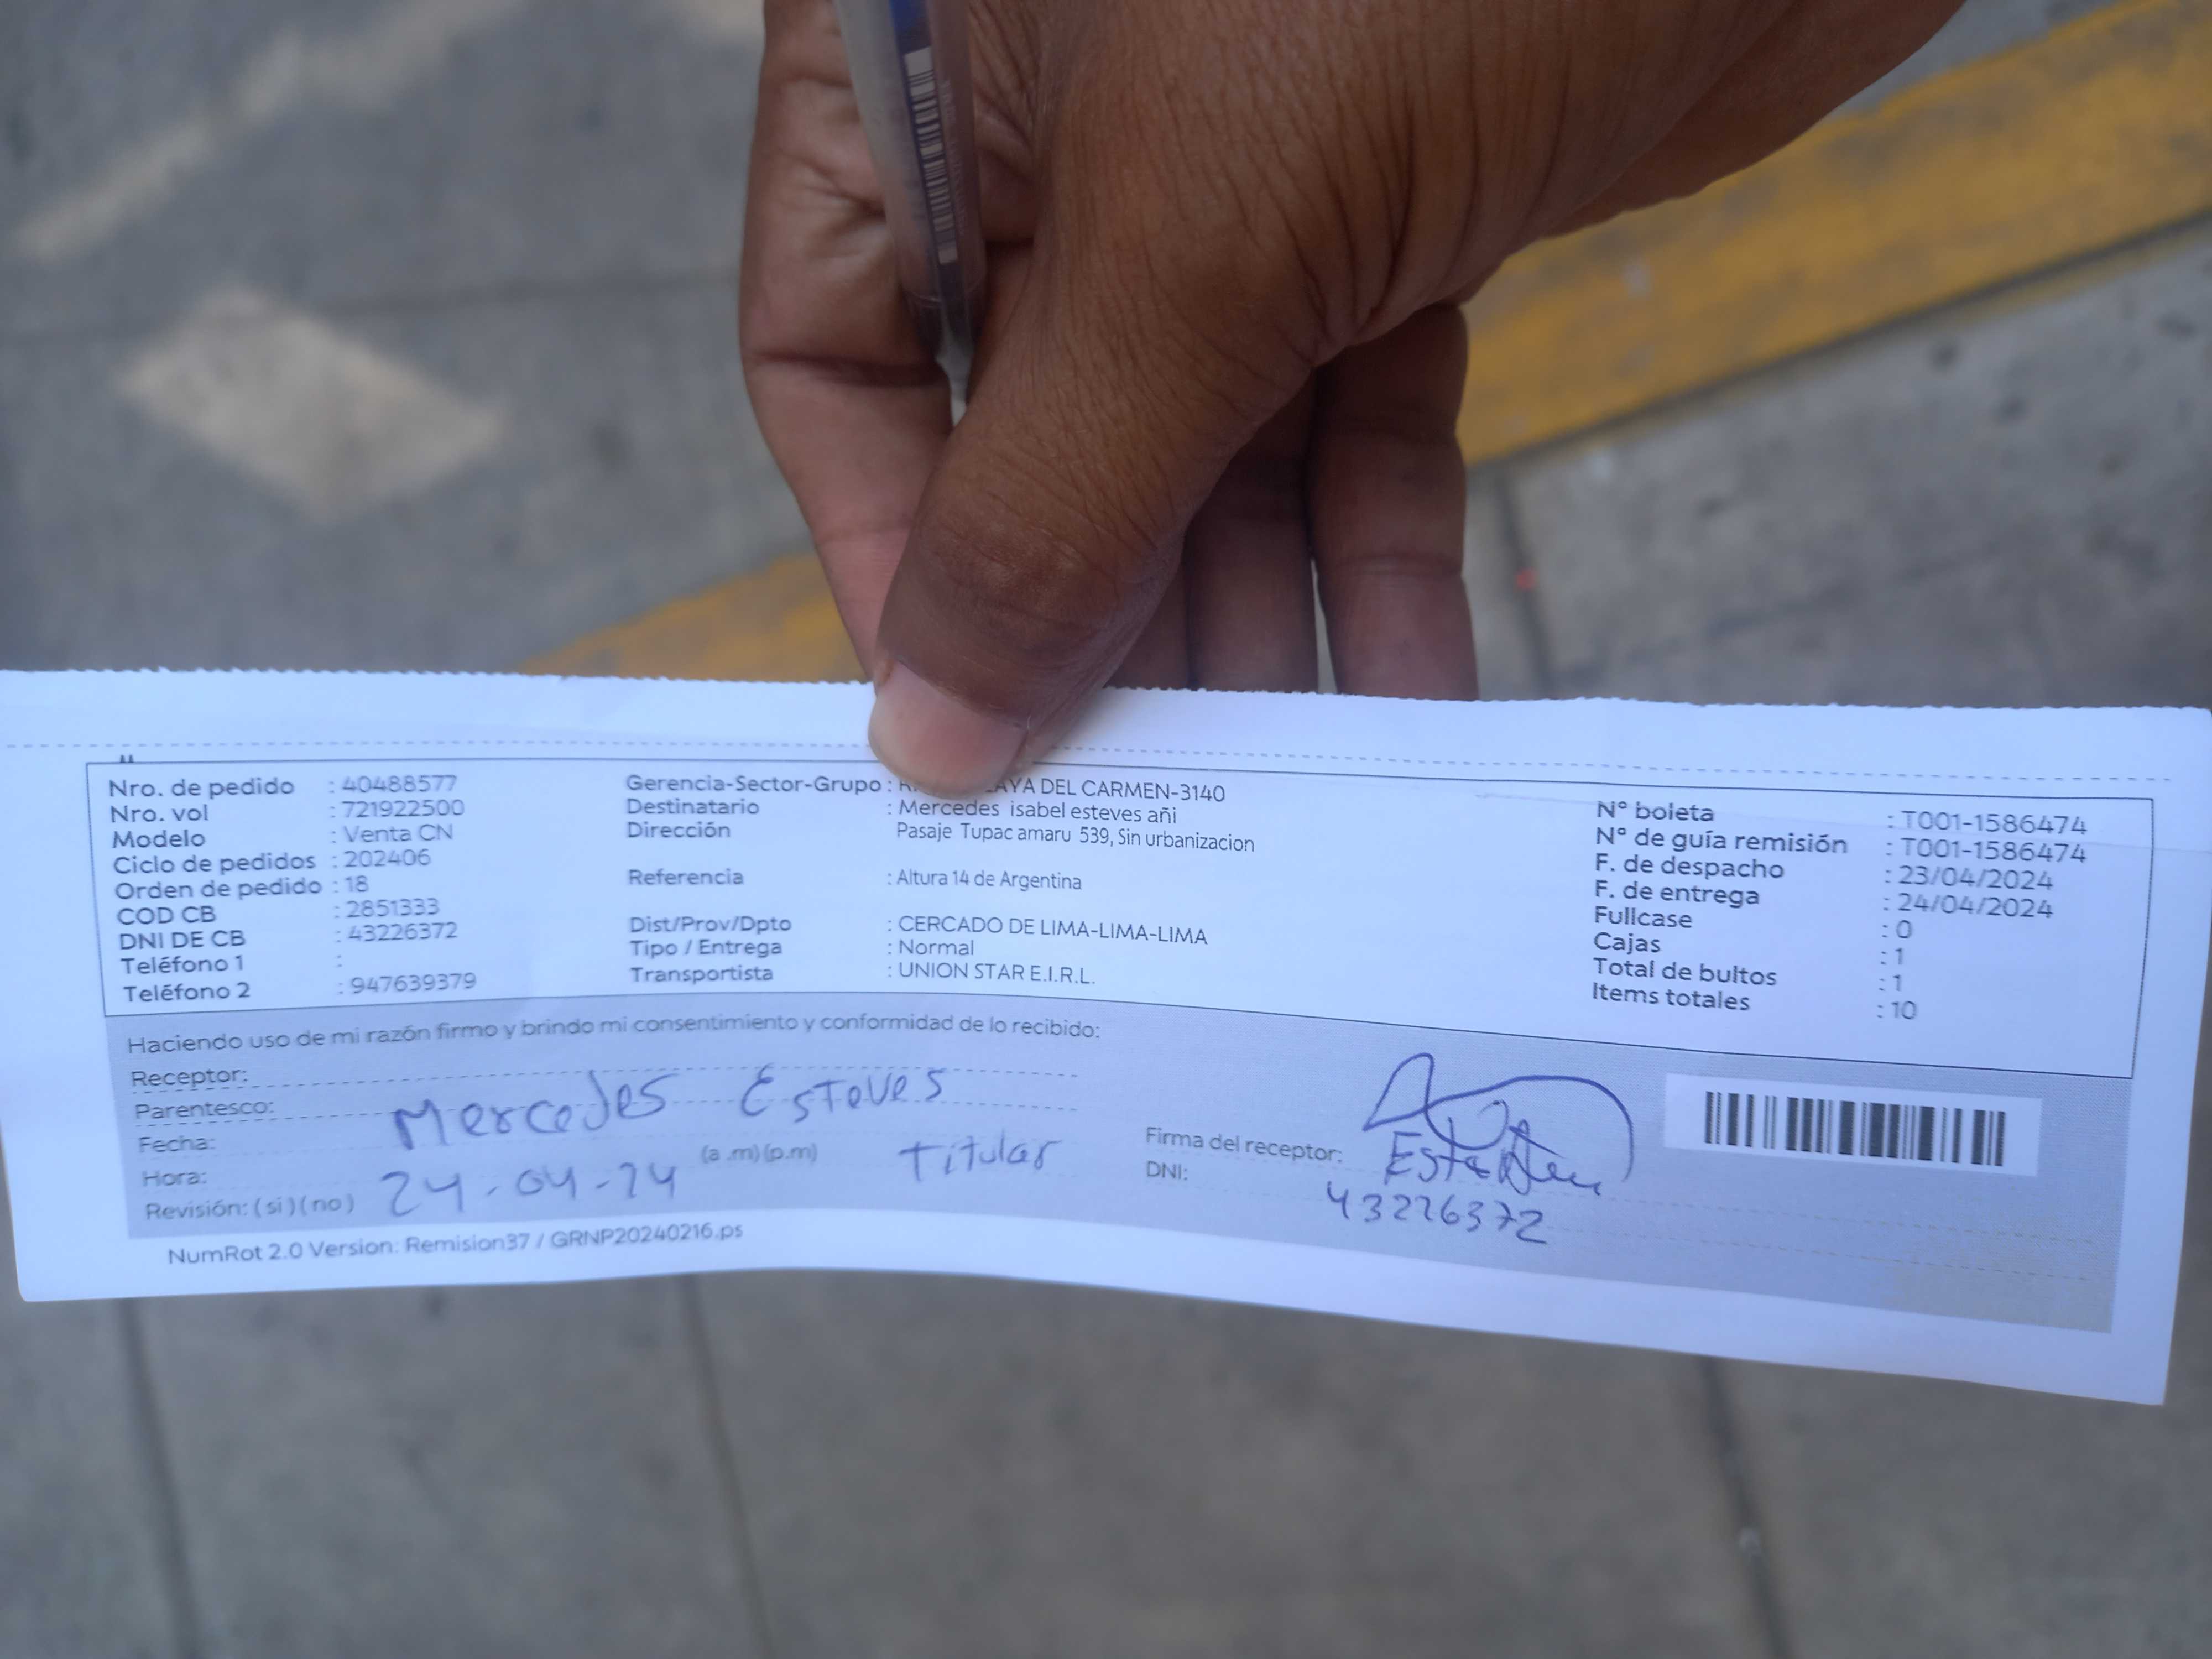 Nro. de pedido : 40488577
Nro. vol : 721922500
Modelo : Venta CN
Ciclo de pedidos : 202406
Orden de pedido : 18
COD CB : 2851333
DNI DE CB : 43226372
Teléfono 1 :
Teléfono 2 : 947639379
Gerencia-Sector-Grupo : AYA DEL CARMEN-3140
Destinatario : Mercedes isabel esteves añi
Dirección Pasaje Tupac amaru 539, Sin urbanizacion
Referencia : Altura 14 de Argentina
Dist/Prov/Dpto : CERCADO DE LIMA-LIMA-LIMA
Tipo / Entrega : Normal
Transportista : UNION STAR E.I.R.L.
N° boleta : T001-1586474
N° de guía remisión : T001-1586474
F. de despacho : 23/04/2024
F. de entrega : 24/04/2024
Fullcase : 0
Cajas : 1
Total de bultos : 1
Items totales : 10
Haciendo uso de mi razón firmo y brindo mi consentimiento y conformidad de lo recibido:
Receptor:
Parentesco: Mercedes Esteves
Fecha:
Hora: 24-04-24 (a .m) (p.m) Titular
Revisión: ( si ) ( no )
Firma del receptor:
DNI: 43226372
NumRot 2.0 Version: Remision37 / GRNP20240216.ps